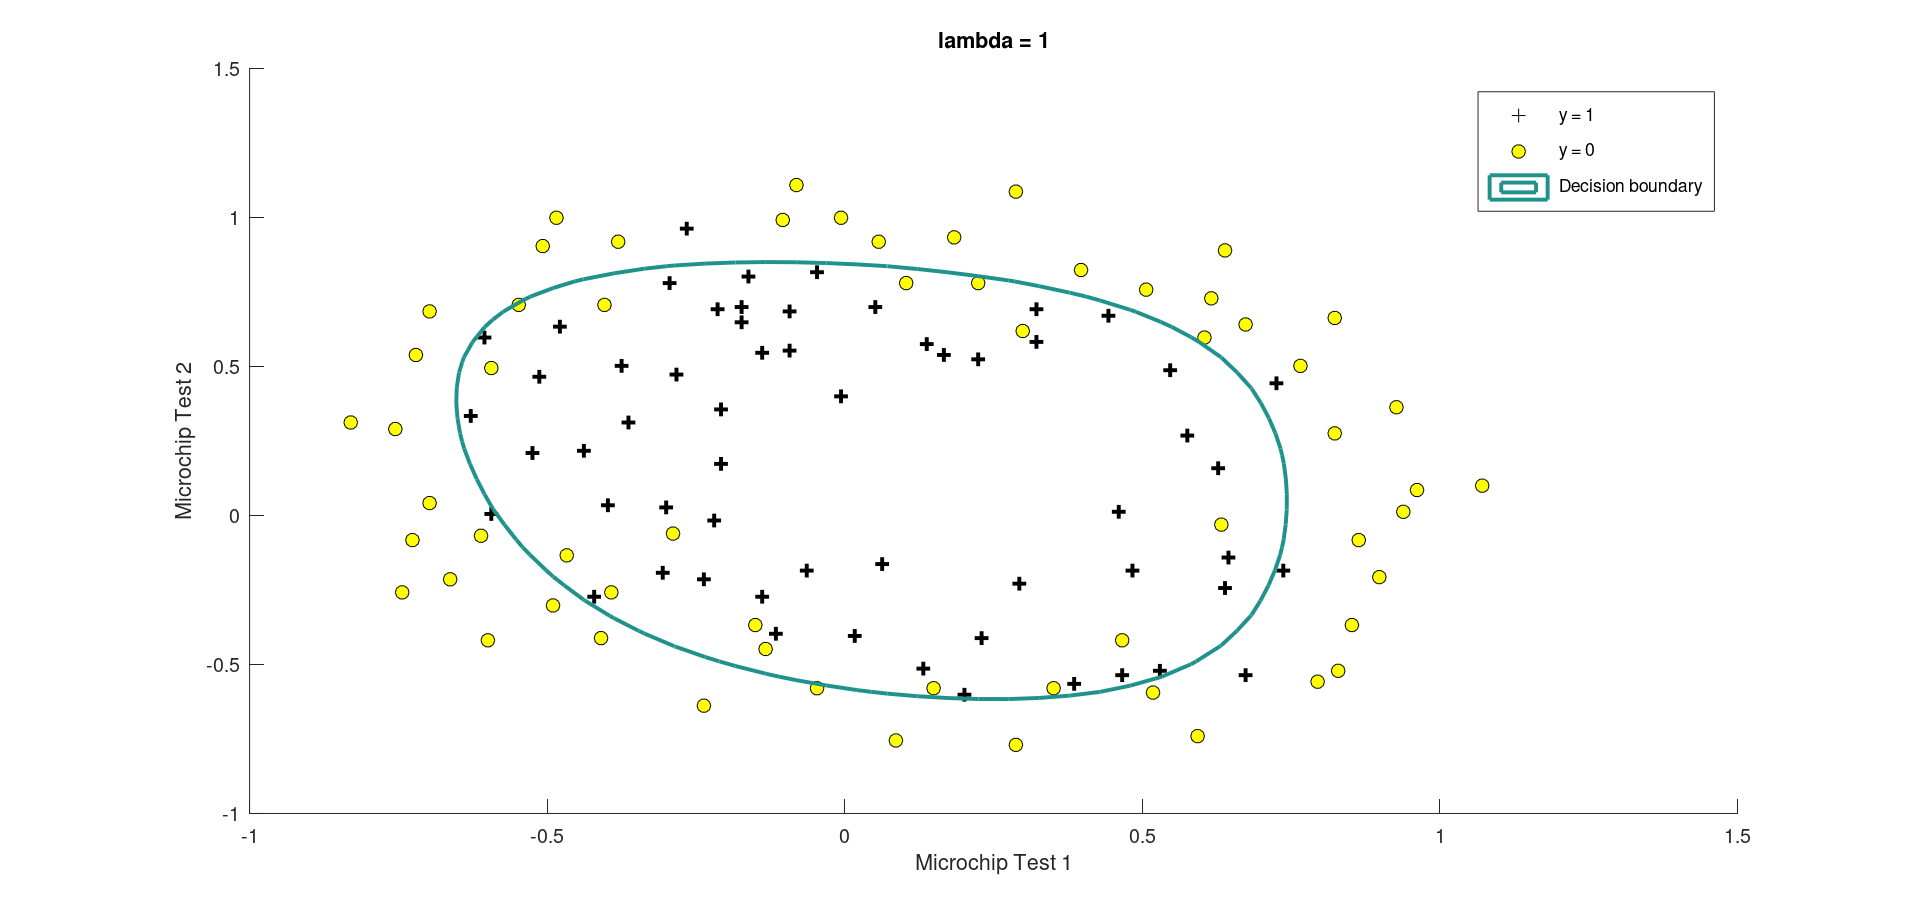 lambda = 1
1.5
1
0.5
0
-0.5
-1
Microchip Test 2
y = 1
y = 0
Decision boundary
-1
-0.5
0
0.5
1
1.5
Microchip Test 1